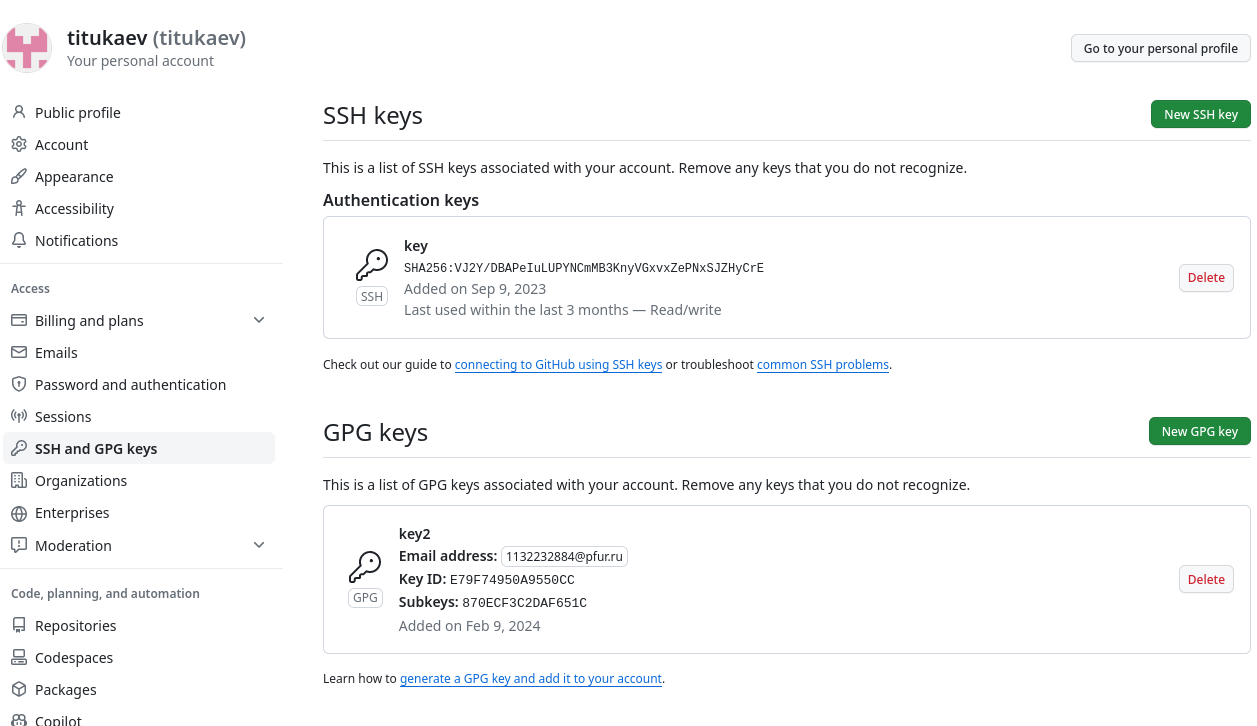 titukaev (titukaev)
Your personal account
Go to your personal profile
Public profile
Account
Appearance
Accessibility
Notifications
Access
Billing and plans
Emails
Password and authentication
Sessions
SSH and GPG keys
Organizations
Enterprises
Moderation
Code, planning, and automation
Repositories
Codespaces
Packages
Copilot
SSH keys
New SSH key
This is a list of SSH keys associated with your account. Remove any keys that you do not recognize.
Authentication keys
key
SHA256:VJ2Y/DBAPeIuLUPYNCmMB3KnyVGxvxZePNxSJZHyCrE
Added on Sep 9, 2023
Last used within the last 3 months — Read/write
SSH
Delete
Check out our guide to connecting to GitHub using SSH keys or troubleshoot common SSH problems.
GPG keys
New GPG key
This is a list of GPG keys associated with your account. Remove any keys that you do not recognize.
key2
Email address: 1132232884@pfur.ru
Key ID: E79F74950A9550CC
Subkeys: 870ECF3C2DAF651C
Added on Feb 9, 2024
GPG
Delete
Learn how to generate a GPG key and add it to your account.